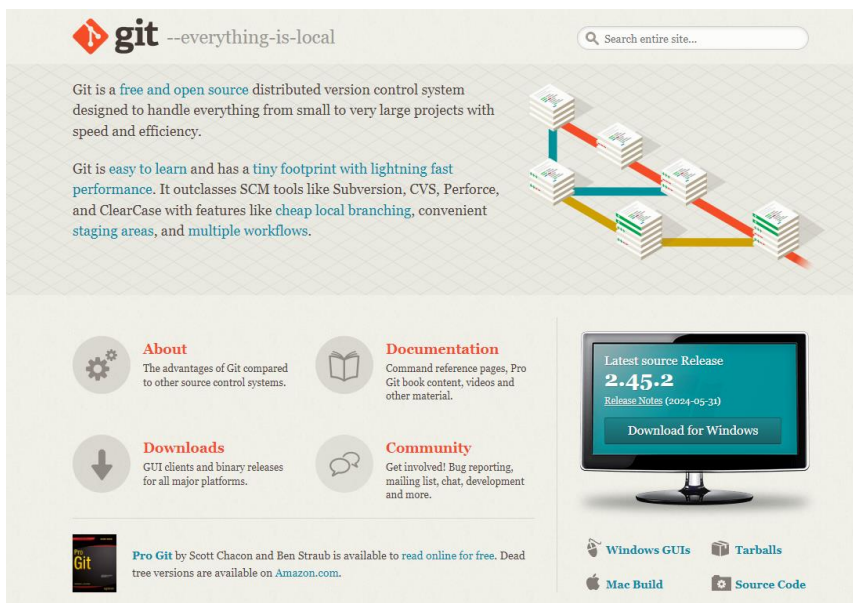 git --everything-is-local
Search entire site...
Git is a free and open source distributed version control system
designed to handle everything from small to very large projects with
speed and efficiency.
Git is easy to learn and has a tiny footprint with lightning fast
performance. It outclasses SCM tools like Subversion, CVS, Perforce,
and ClearCase with features like cheap local branching, convenient
staging areas, and multiple workflows.
About
The advantages of Git compared
to other source control systems.
Documentation
Command reference pages, Pro
Git book content, videos and
other material.
Downloads
GUI clients and binary releases
for all major platforms.
Community
Get involved! Bug reporting,
mailing list, chat, development
and more.
Pro
Git
Pro Git by Scott Chacon and Ben Straub is available to read online for free. Dead
tree versions are available on Amazon.com.
Latest source Release
2.45.2
Release Notes (2024-05-31)
Download for Windows
Windows GUIs
Tarballs
Mac Build
Source Code